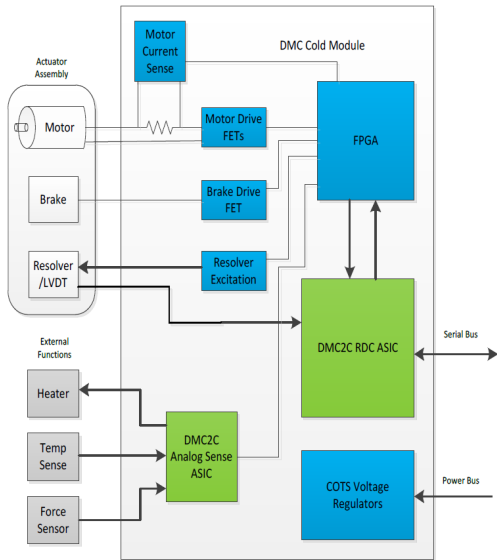 Motor
Current
Sense
DMC Cold Module
Actuator
Assembly
Motor
Motor Drive
FETs
FPGA
Brake
Brake Drive
FET
Resolver
/LVDT
Resolver
Excitation
DMC2C RDC ASIC
Serial Bus
External
Functions
Heater
Temp
Sense
Force
Sensor
DMC2C
Analog Sense
ASIC
COTS Voltage
Regulators
Power Bus